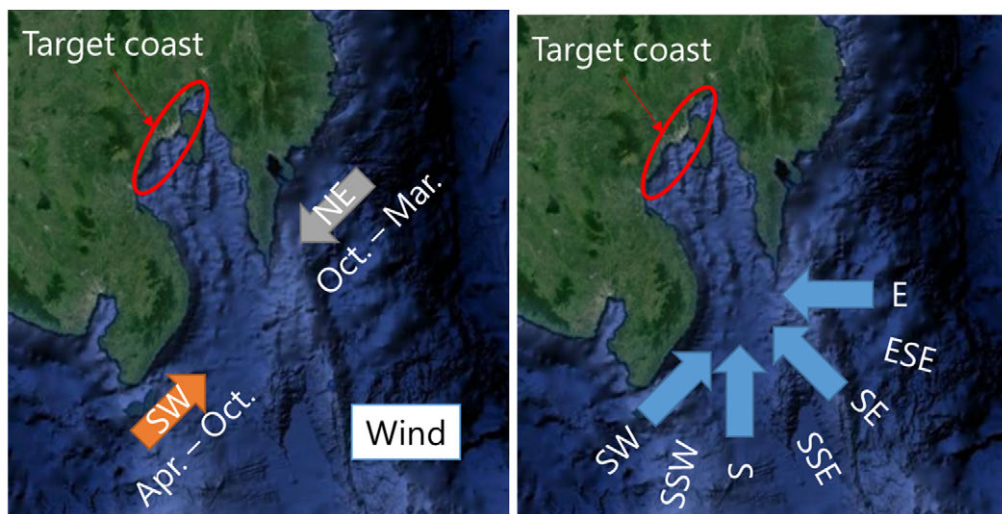 Target coast
NE
Oct. – Mar.
SW
Apr. – Oct.
Wind
Target coast
E
ESE
SE
SSE
S
SSW
SW